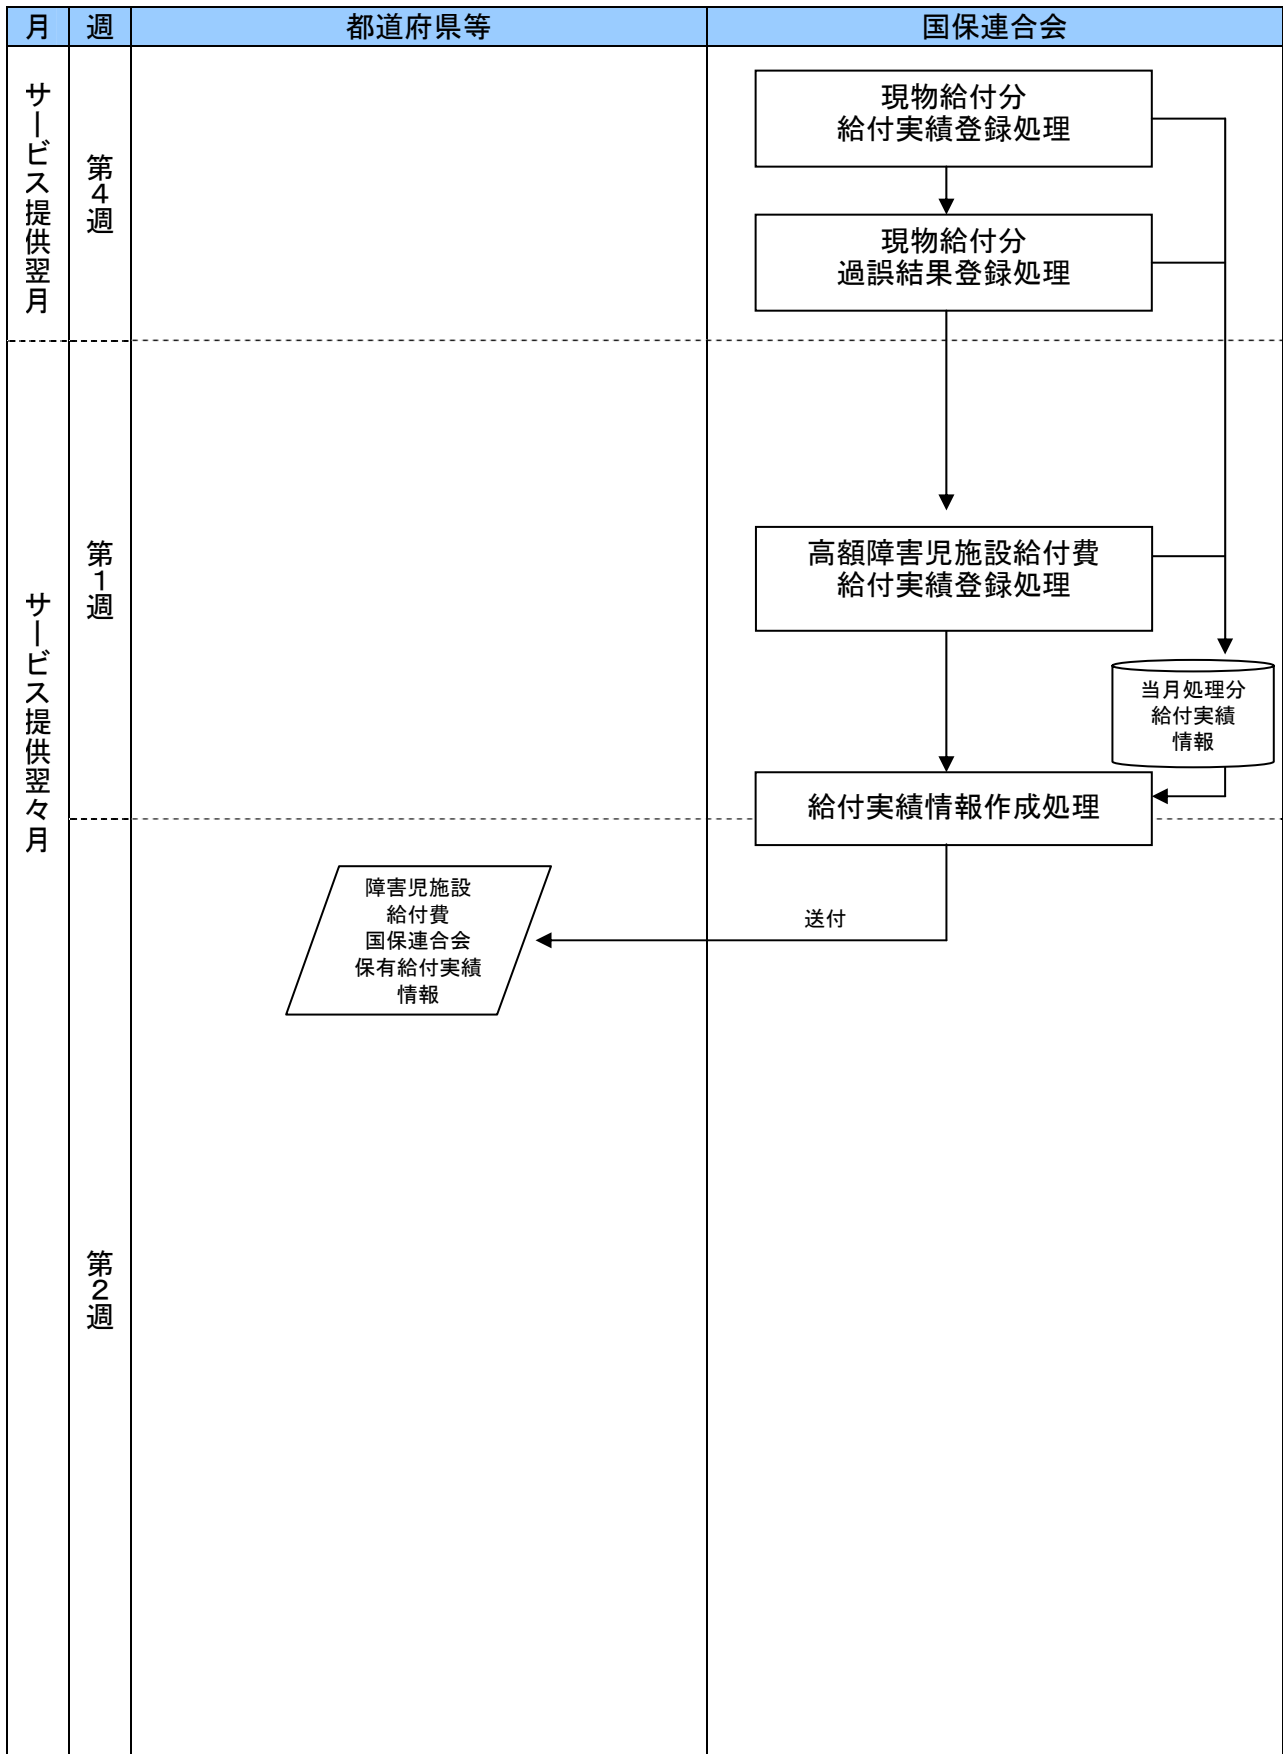 月
週
都道府県等
国保連合会
サービス提供翌月
第4週
現物給付分
給付実績登録処理
現物給付分
過誤結果登録処理
サービス提供翌々月
第1週
高額障害児施設給付費
給付実績登録処理
当月処理分
給付実績
情報
給付実績情報作成処理
第2週
障害児施設
給付費
国保連合会
保有給付実績
情報
送付